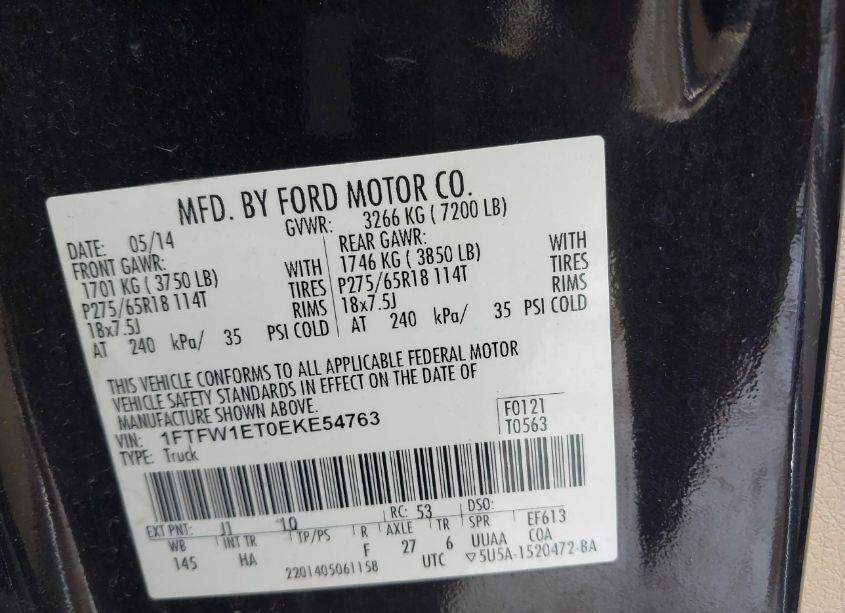 MFD. BY FORD MOTOR CO.
DATE: 05/14 GVWR: 3266 KG ( 7200 LB)
FRONT GAWR: REAR GAWR:
1701 KG ( 3750 LB) WITH 1746 KG ( 3850 LB) WITH
P275/65R18 114T TIRES P275/65R18 114T TIRES
18x7.5J RIMS 18x7.5J RIMS
AT 240 kPa/ 35 PSI COLD AT 240 kPa/ 35 PSI COLD
THIS VEHICLE CONFORMS TO ALL APPLICABLE FEDERAL MOTOR
VEHICLE SAFETY STANDARDS IN EFFECT ON THE DATE OF
MANUFACTURE SHOWN ABOVE.
VIN: 1FTFW1ET0EKE54763 F0121
TYPE: Truck T0563
EXT PNT: J1 10 RC: 53 DSO:
WB INT TR TP/PS R AXLE TR SPR EF613
145 HA F 27 6 UUAA COA
2201405061158 UTC ▽5U5A-1520472-BA